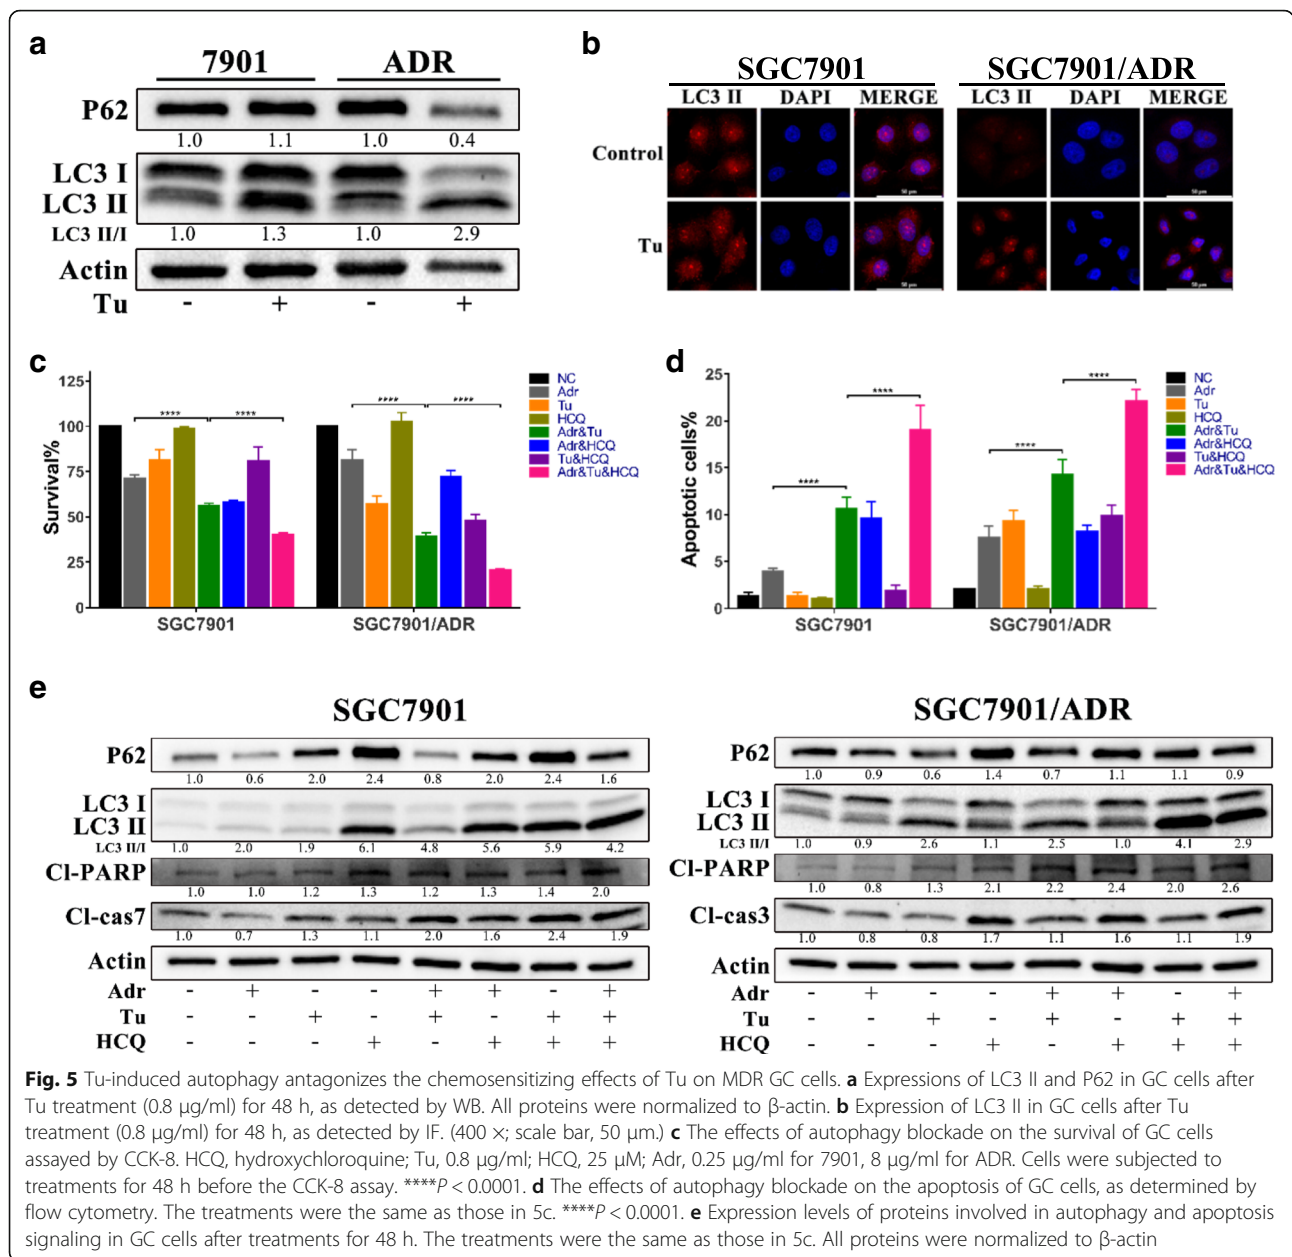 a
7901 ADR
P62
1.0 1.1 1.0 0.4
LC3 I
LC3 II
LC3 II/I 1.0 1.3 1.0 2.9
Actin
Tu - + - +
b
SGC7901 SGC7901/ADR
LC3 II DAPI MERGE LC3 II DAPI MERGE
Control
50 μm 50 μm
Tu
50 μm 50 μm
c
Survival%
125
100
75
50
25
0
**** **** **** ****
SGC7901 SGC7901/ADR
NC
Adr
Tu
HCQ
Adr&Tu
Adr&HCQ
Tu&HCQ
Adr&Tu&HCQ
d
Apoptotic cells%
25
20
15
10
5
0
**** **** **** ****
SGC7901 SGC7901/ADR
NC
Adr
Tu
HCQ
Adr&Tu
Adr&HCQ
Tu&HCQ
Adr&Tu&HCQ
e
SGC7901
P62
1.0 0.6 2.0 2.4 0.8 2.0 2.4 1.6
LC3 I
LC3 II
LC3 II/I 1.0 2.0 1.9 6.1 4.8 5.6 5.9 4.2
Cl-PARP
1.0 1.0 1.2 1.3 1.2 1.3 1.4 2.0
Cl-cas7
1.0 0.7 1.3 1.1 2.0 1.6 2.4 1.9
Actin
Adr - + - - + + - +
Tu - - + - + - + +
HCQ - - - + - + + +
SGC7901/ADR
P62
1.0 0.9 0.6 1.4 0.7 1.1 1.1 0.9
LC3 I
LC3 II
LC3 II/I 1.0 0.9 2.6 1.1 2.5 1.0 4.1 2.9
Cl-PARP
1.0 0.8 1.3 2.1 2.2 2.4 2.0 2.6
Cl-cas3
1.0 0.8 0.8 1.7 1.1 1.6 1.1 1.9
Actin
Adr - + - - + + - +
Tu - - + - + - + +
HCQ - - - + - + + +
Fig. 5 Tu-induced autophagy antagonizes the chemosensitizing effects of Tu on MDR GC cells. a Expressions of LC3 II and P62 in GC cells after
Tu treatment (0.8 μg/ml) for 48 h, as detected by WB. All proteins were normalized to β-actin. b Expression of LC3 II in GC cells after Tu
treatment (0.8 μg/ml) for 48 h, as detected by IF. (400 ×; scale bar, 50 μm.) c The effects of autophagy blockade on the survival of GC cells
assayed by CCK-8. HCQ, hydroxychloroquine; Tu, 0.8 μg/ml; HCQ, 25 μM; Adr, 0.25 μg/ml for 7901, 8 μg/ml for ADR. Cells were subjected to
treatments for 48 h before the CCK-8 assay. ****P < 0.0001. d The effects of autophagy blockade on the apoptosis of GC cells, as determined by
flow cytometry. The treatments were the same as those in 5c. ****P < 0.0001. e Expression levels of proteins involved in autophagy and apoptosis
signaling in GC cells after treatments for 48 h. The treatments were the same as those in 5c. All proteins were normalized to β-actin